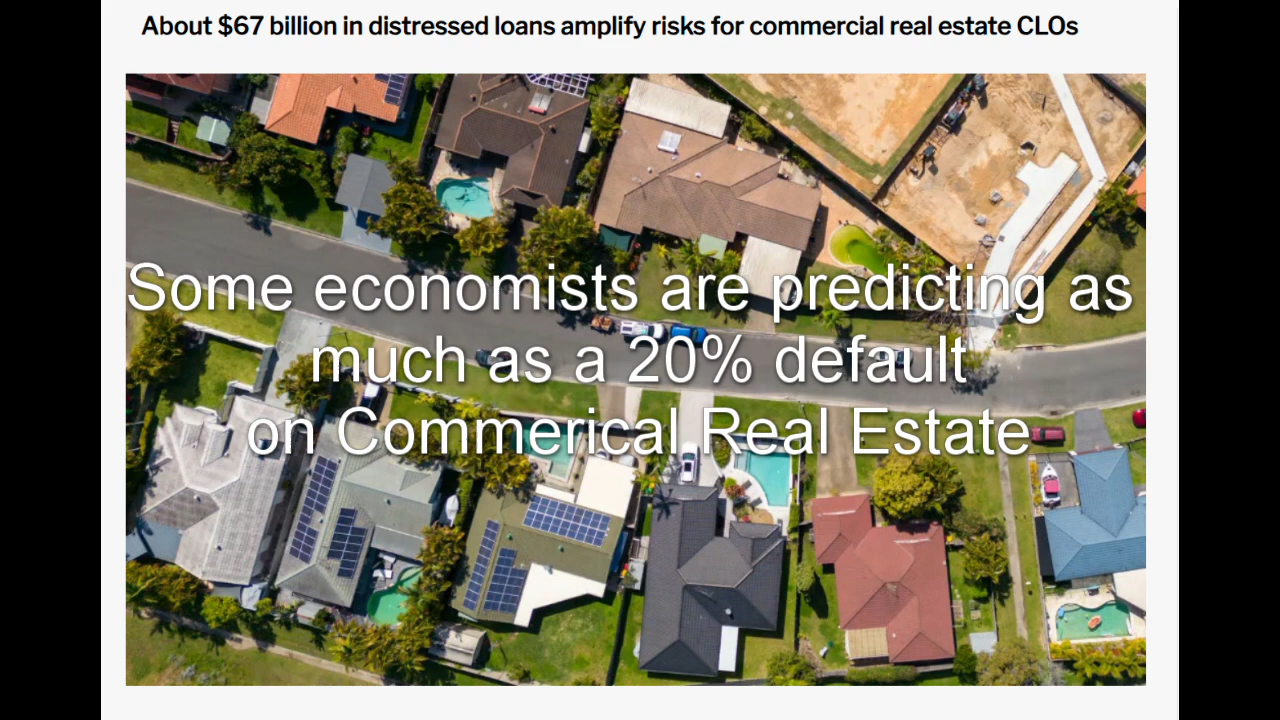 About $67 billion in distressed loans amplify risks for commercial real estate CLOs
Some economists are predicting as
much as a 20% default
on Commerical Real Estate